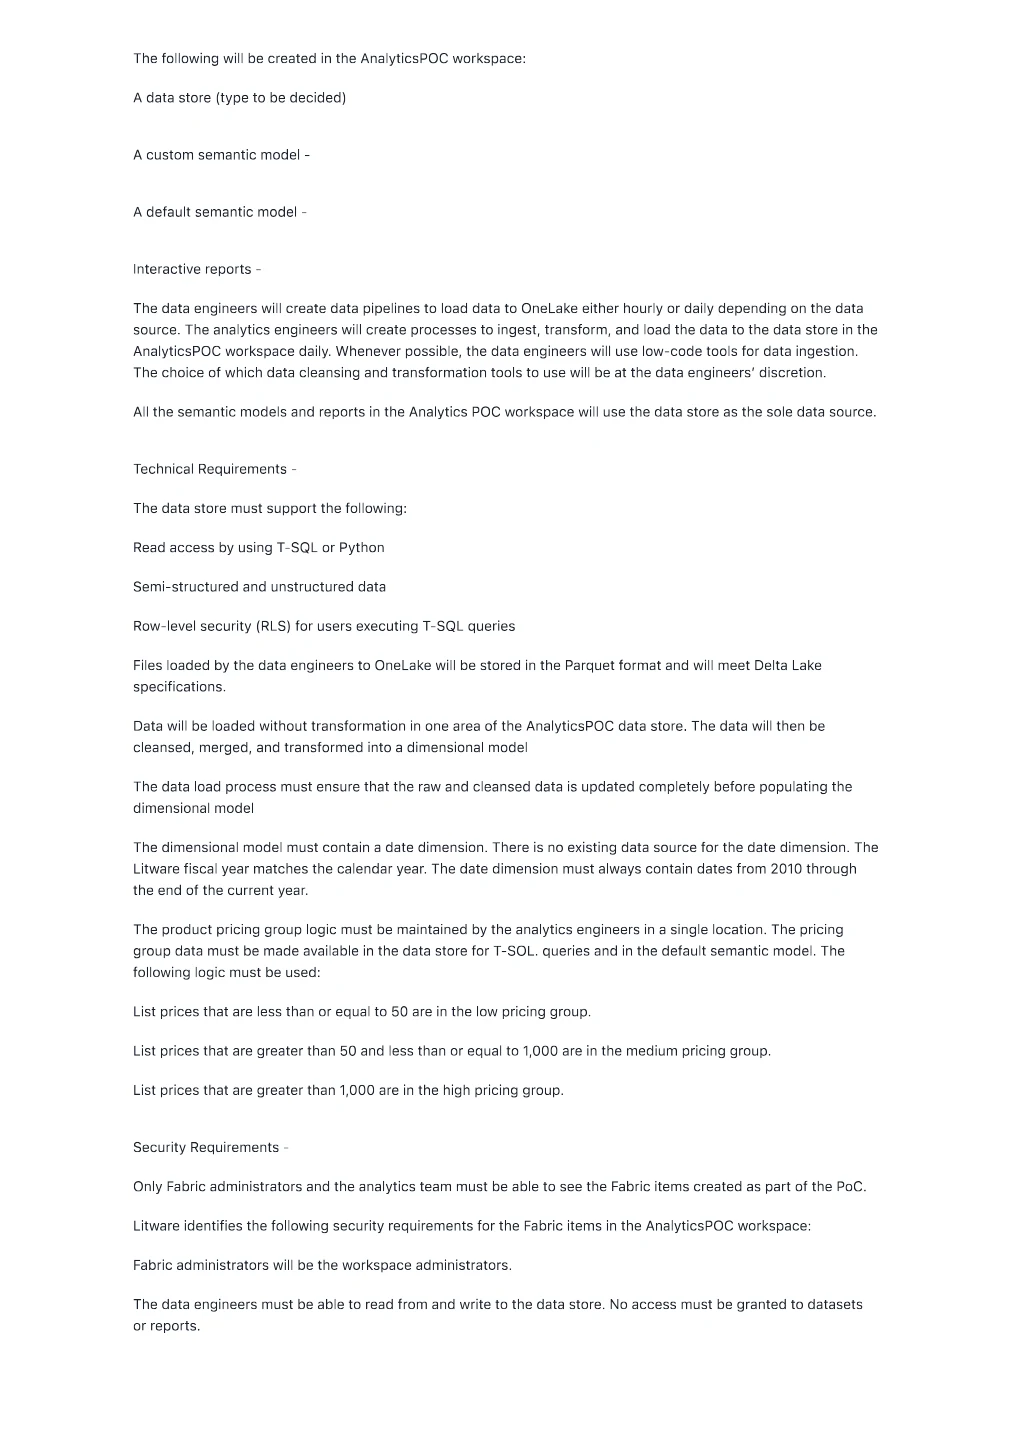 The following will be created in the AnalyticsPOC workspace:
A data store (type to be decided)
A custom semantic model -
A default semantic model -
Interactive reports -
The data engineers will create data pipelines to load data to OneLake either hourly or daily depending on the data
source. The analytics engineers will create processes to ingest, transform, and load the data to the data store in the
AnalyticsPOC workspace daily. Whenever possible, the data engineers will use low-code tools for data ingestion.
The choice of which data cleansing and transformation tools to use will be at the data engineers' discretion.
All the semantic models and reports in the Analytics POC workspace will use the data store as the sole data source.
Technical Requirements -
The data store must support the following:
Read access by using T-SQL or Python
Semi-structured and unstructured data
Row-level security (RLS) for users executing T-SQL queries
Files loaded by the data engineers to OneLake will be stored in the Parquet format and will meet Delta Lake
specifications.
Data will be loaded without transformation in one area of the AnalyticsPOC data store. The data will then be
cleansed, merged, and transformed into a dimensional model
The data load process must ensure that the raw and cleansed data is updated completely before populating the
dimensional model
The dimensional model must contain a date dimension. There is no existing data source for the date dimension. The
Litware fiscal year matches the calendar year. The date dimension must always contain dates from 2010 through
the end of the current year.
The product pricing group logic must be maintained by the analytics engineers in a single location. The pricing
group data must be made available in the data store for T-SOL. queries and in the default semantic model. The
following logic must be used:
List prices that are less than or equal to 50 are in the low pricing group.
List prices that are greater than 50 and less than or equal to 1,000 are in the medium pricing group.
List prices that are greater than 1,000 are in the high pricing group.
Security Requirements -
Only Fabric administrators and the analytics team must be able to see the Fabric items created as part of the PoC.
Litware identifies the following security requirements for the Fabric items in the AnalyticsPOC workspace:
Fabric administrators will be the workspace administrators.
The data engineers must be able to read from and write to the data store. No access must be granted to datasets
or reports.